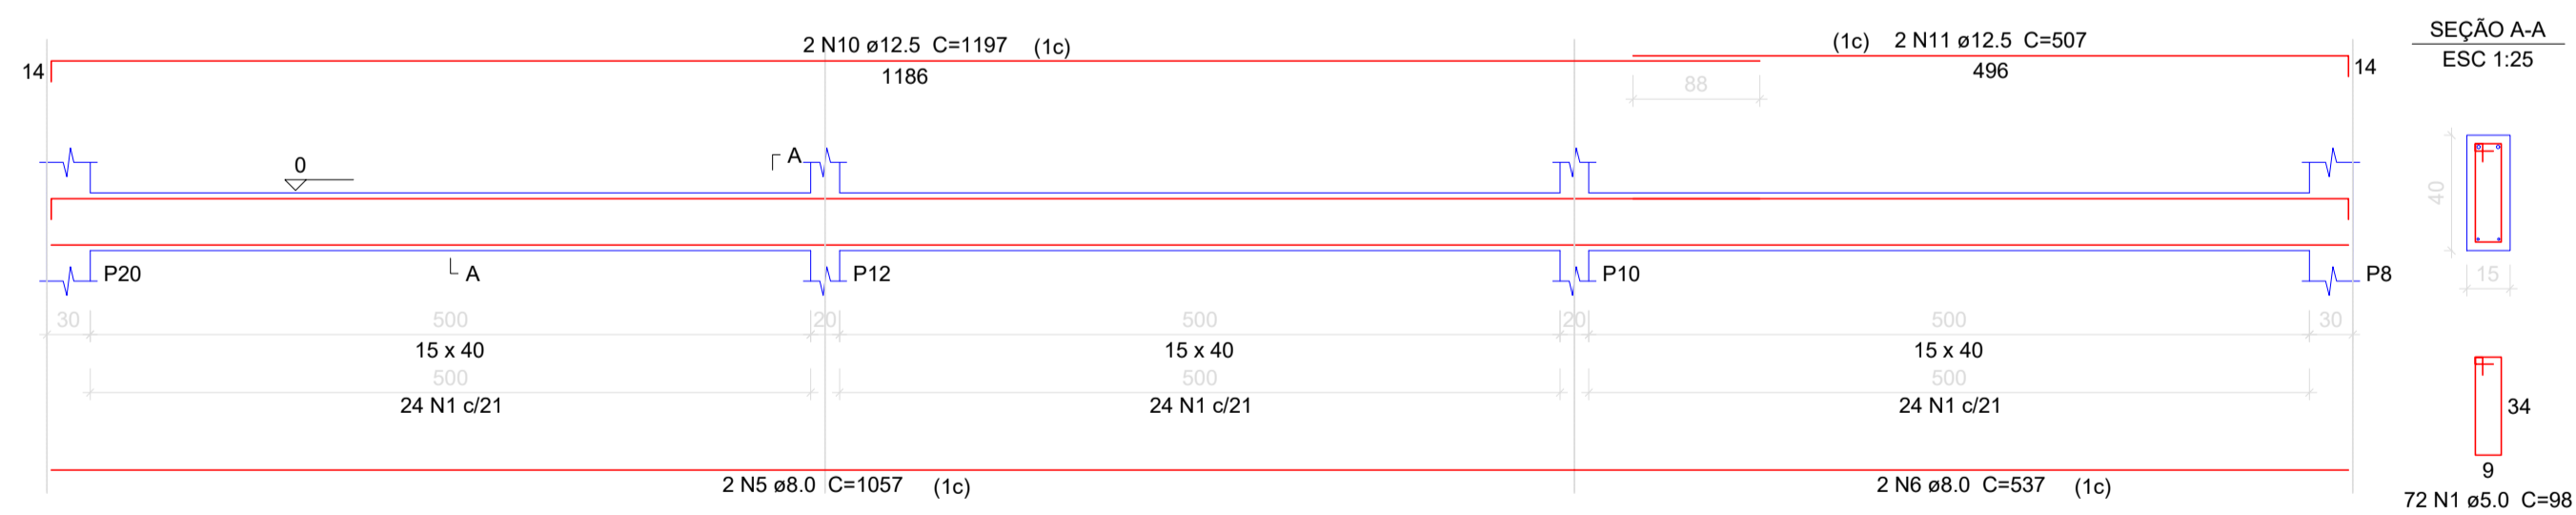 2 N10 ø12.5 C=1197 (1c)
(1c) 2 N11 ø12.5 C=507
SEÇÃO A-A
ESC 1:25
14
1186
496
14
88
0
A
40
A
P20
P12
P10
P8
15
30
500
20
500
20
500
30
15 x 40
15 x 40
15 x 40
500
500
500
24 N1 c/21
24 N1 c/21
24 N1 c/21
34
9
2 N5 ø8.0 C=1057 (1c)
2 N6 ø8.0 C=537 (1c)
72 N1 ø5.0 C=98